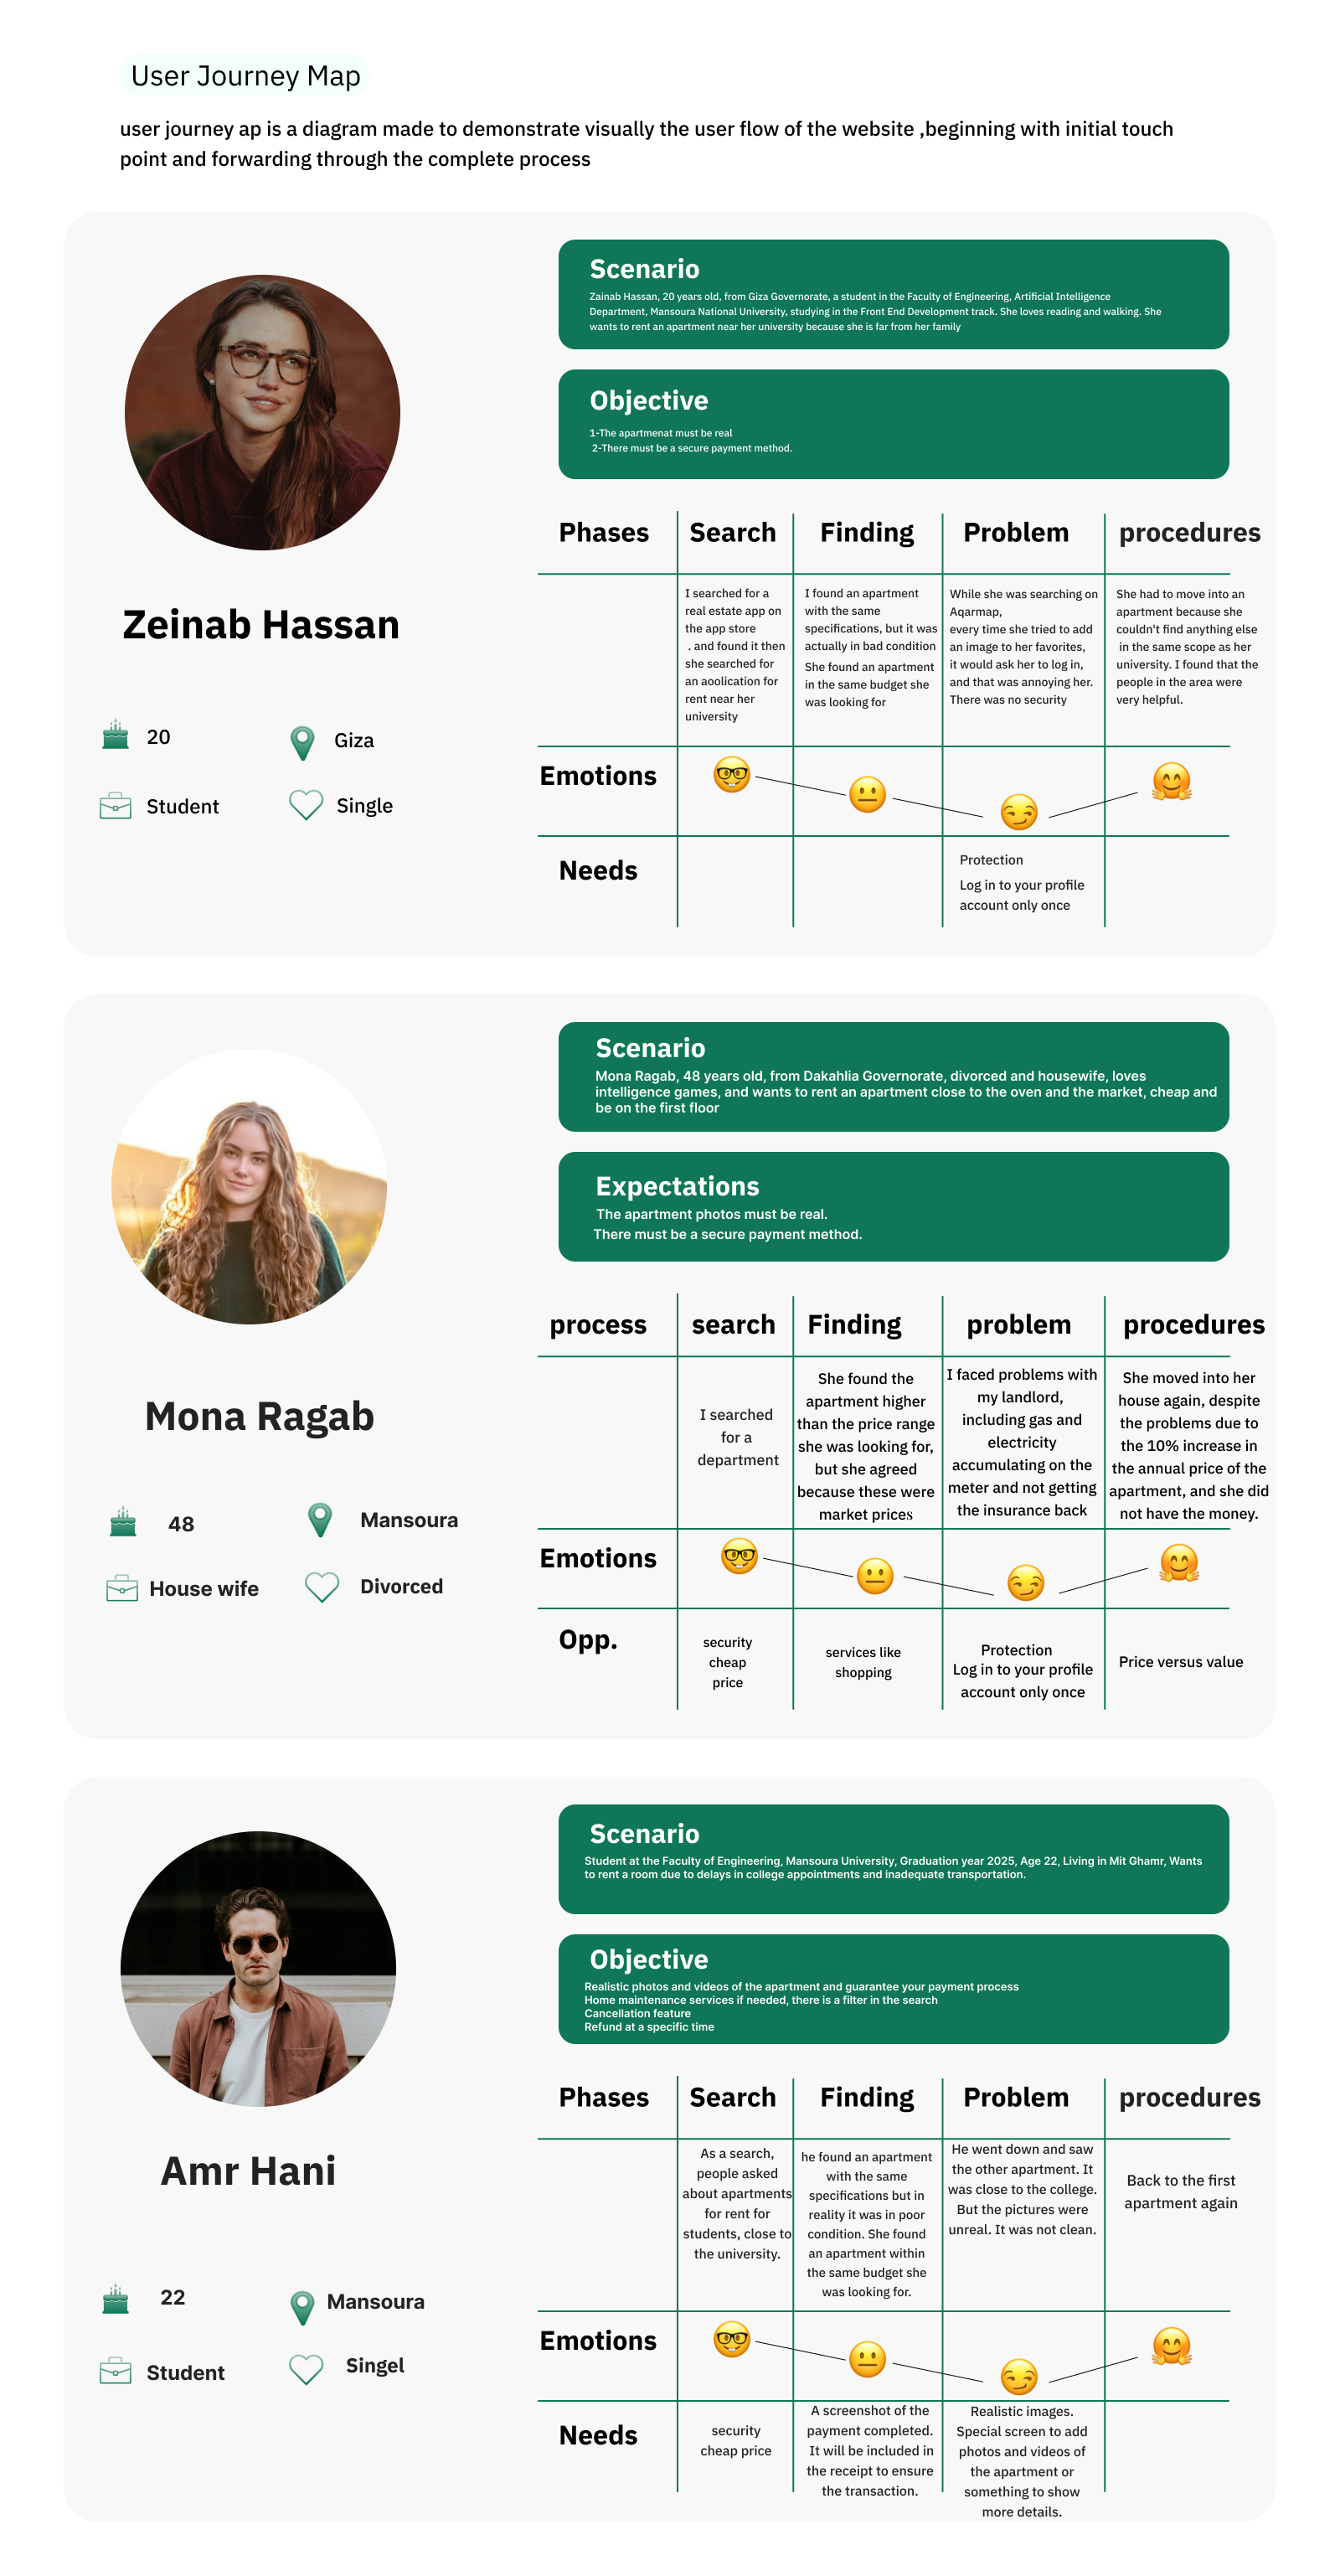 User Journey Map
user journey ap is a diagram made to demonstrate visually the user flow of the website ,beginning with initial touch
point and forwarding through the complete process
Zeinab Hassan
20
Giza
Student
Single
Scenario
Zainab Hassan, 20 years old, from Giza Governorate, a student in the Faculty of Engineering, Artificial Intelligence
Department, Mansoura National University, studying in the Front End Development track. She loves reading and walking. She
wants to rent an apartment near her university because she is far from her family
Objective
1-The apartmenat must be real
2-There must be a secure payment method.
Phases
Search
Finding
Problem
procedures
I searched for a
real estate app on
the app store
. and found it then
she searched for
an aoolication for
rent near her
university
I found an apartment
with the same
specifications, but it was
actually in bad condition
She found an apartment
in the same budget she
was looking for
While she was searching on
Aqarmap,
every time she tried to add
an image to her favorites,
it would ask her to log in,
and that was annoying her.
There was no security
She had to move into an
apartment because she
couldn't find anything else
in the same scope as her
university. I found that the
people in the area were
very helpful.
Emotions
Needs
Protection
Log in to your profile
account only once
Mona Ragab
48
Mansoura
House wife
Divorced
Scenario
Mona Ragab, 48 years old, from Dakahlia Governorate, divorced and housewife, loves
intelligence games, and wants to rent an apartment close to the oven and the market, cheap and
be on the first floor
Expectations
The apartment photos must be real.
There must be a secure payment method.
process
search
Finding
problem
procedures
I searched
for a
department
She found the
apartment higher
than the price range
she was looking for,
but she agreed
because these were
market prices
I faced problems with
my landlord,
including gas and
electricity
accumulating on the
meter and not getting
the insurance back
She moved into her
house again, despite
the problems due to
the 10% increase in
the annual price of the
apartment, and she did
not have the money.
Emotions
Opp.
security
cheap
price
services like
shopping
Protection
Log in to your profile
account only once
Price versus value
Amr Hani
22
Mansoura
Student
Singel
Scenario
Student at the Faculty of Engineering, Mansoura University, Graduation year 2025, Age 22, Living in Mit Ghamr, Wants
to rent a room due to delays in college appointments and inadequate transportation.
Objective
Realistic photos and videos of the apartment and guarantee your payment process
Home maintenance services if needed, there is a filter in the search
Cancellation feature
Refund at a specific time
Phases
Search
Finding
Problem
procedures
As a search,
people asked
about apartments
for rent for
students, close to
the university.
he found an apartment
with the same
specifications but in
reality it was in poor
condition. She found
an apartment within
the same budget she
was looking for.
He went down and saw
the other apartment. It
was close to the college.
But the pictures were
unreal. It was not clean.
Back to the first
apartment again
Emotions
Needs
security
cheap price
A screenshot of the
payment completed.
It will be included in
the receipt to ensure
the transaction.
Realistic images.
Special screen to add
photos and videos of
the apartment or
something to show
more details.